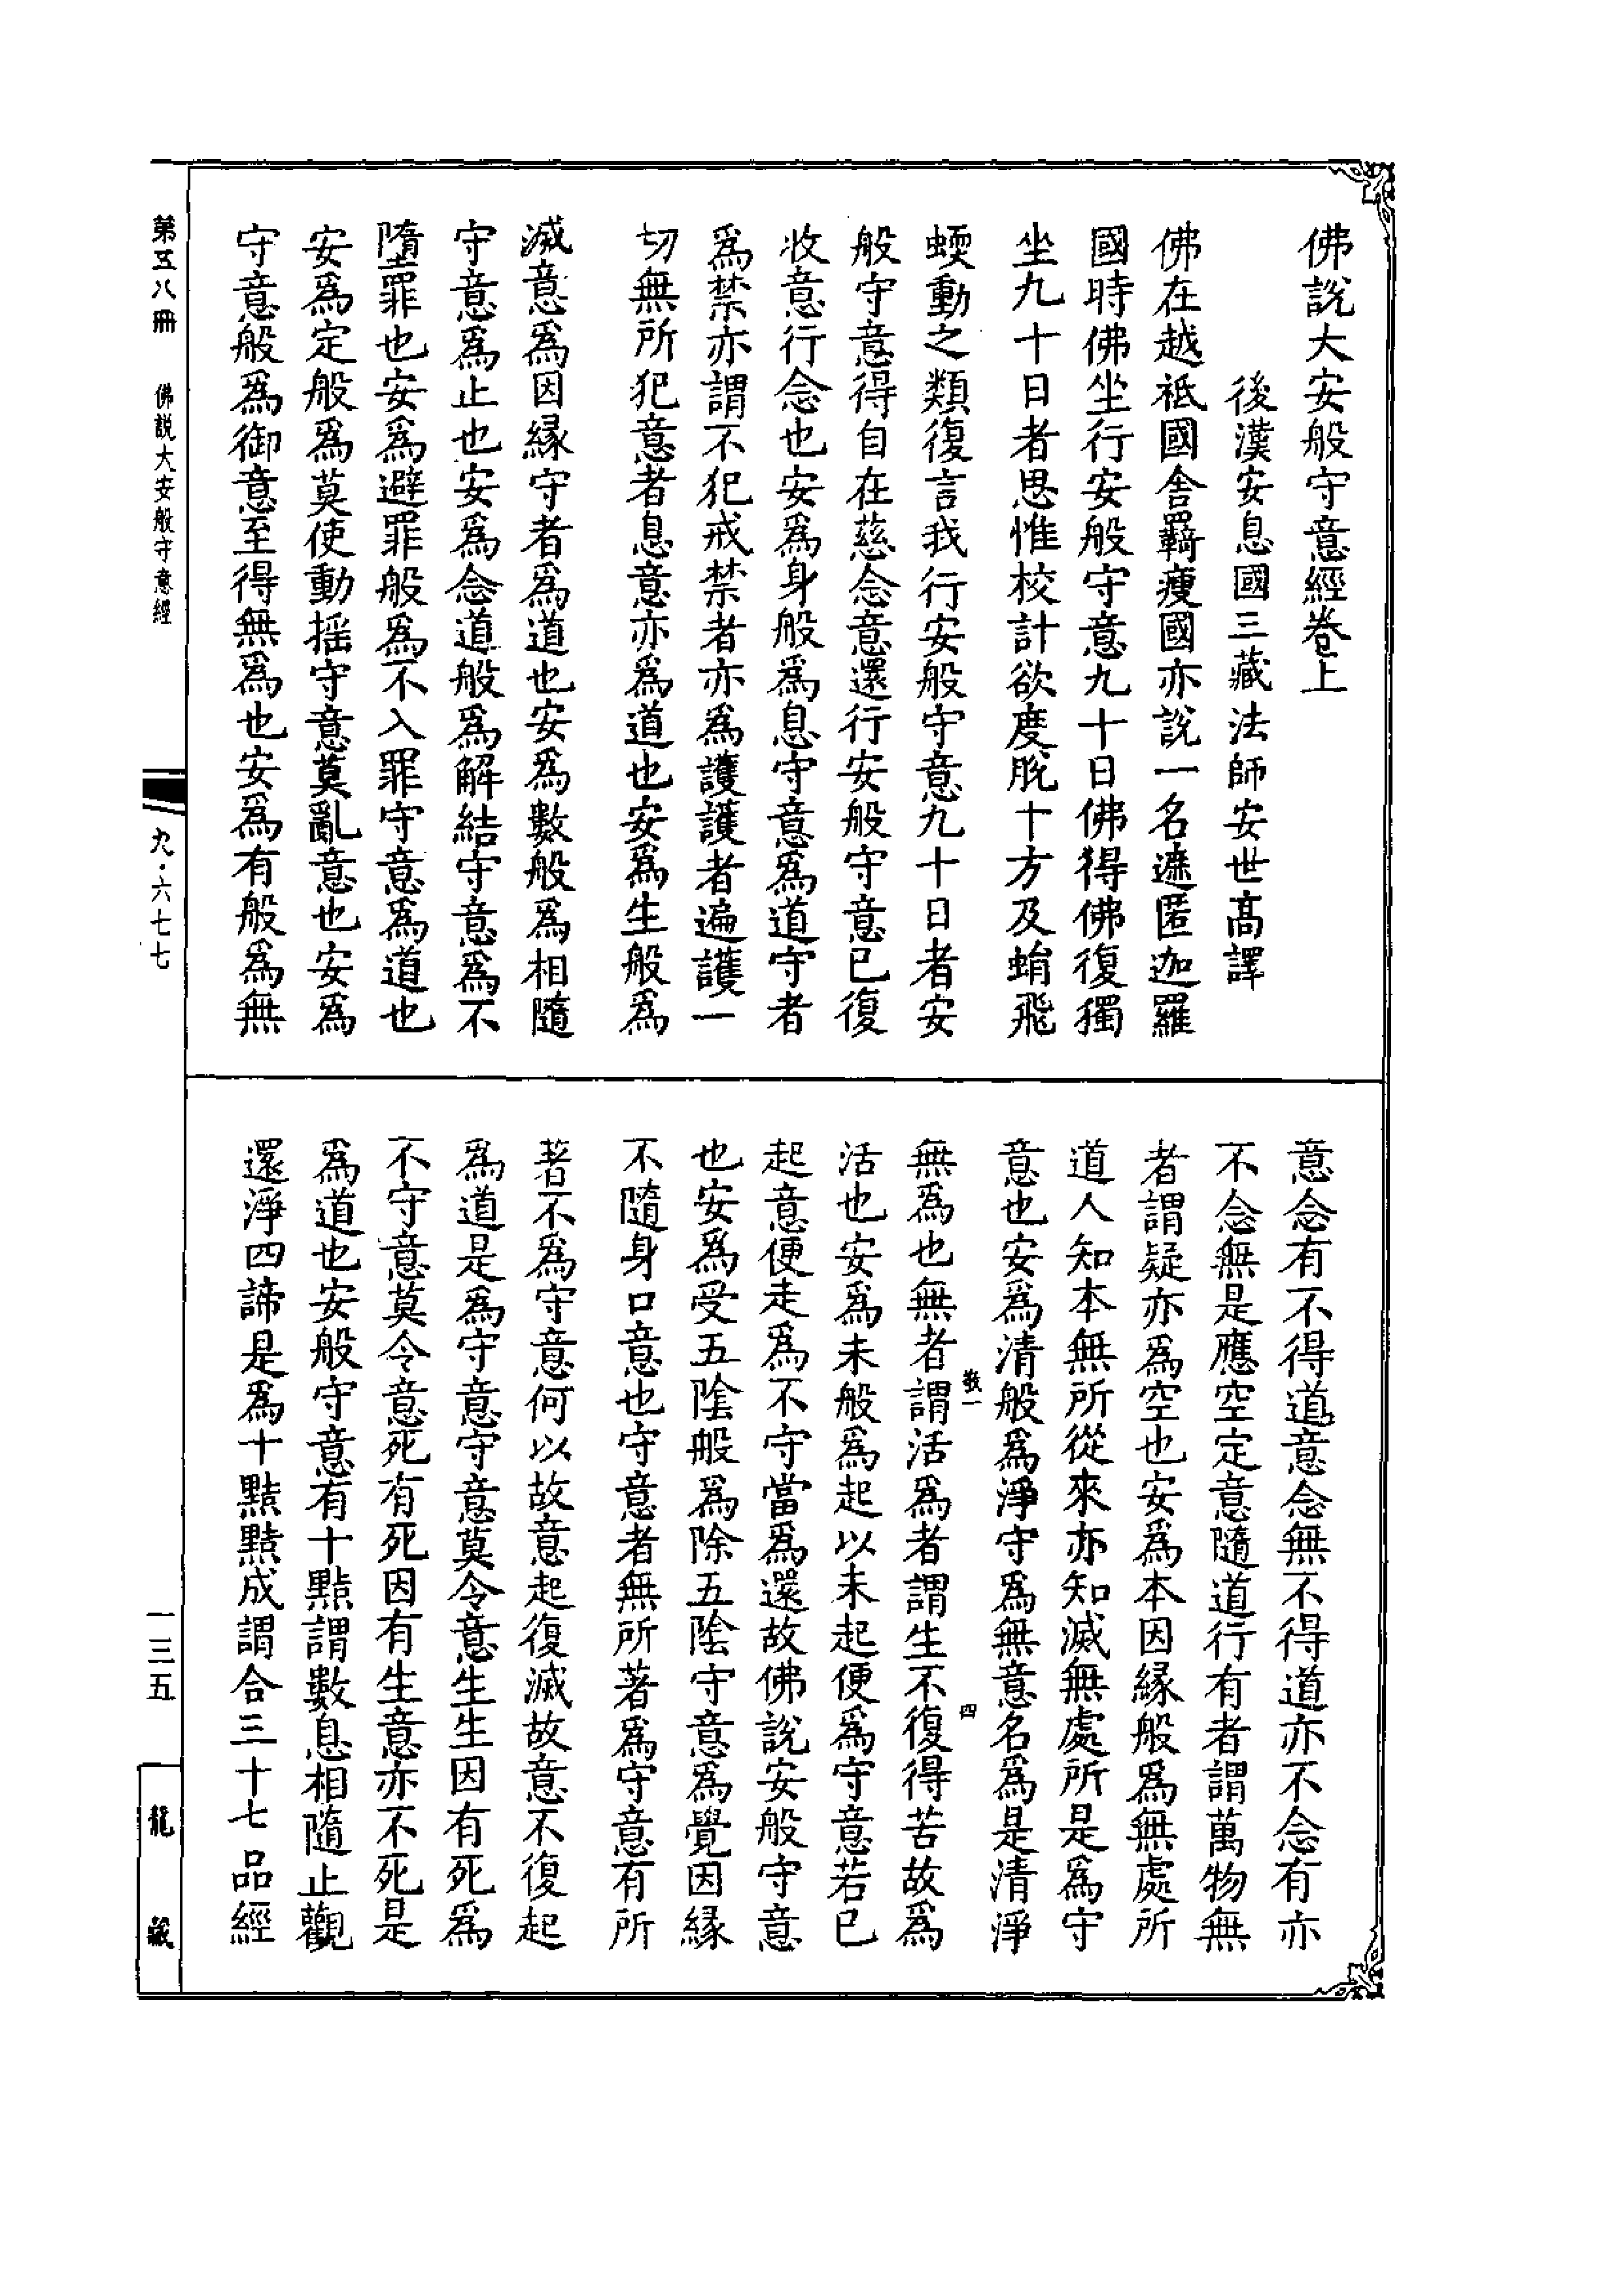 佛說大安般守意經卷上
後漢安息國三藏法師安世高譯
佛在越祇國舍羇瘦國亦說一名遮匿迦羅
國時佛坐行安般守意九十日佛得佛復獨
坐九十日者思惟校計欲度脫十方及蜎飛
蝡動之類復言我行安般守意九十日者安
般守意得自在慈念意還行安般守意已復
收意行念也安爲身般爲息守意爲道守者
爲禁亦謂不犯戒禁者亦爲護護者遍護一
切無所犯意者息意亦爲道也安爲生般爲
滅意爲因緣守者爲道也安爲數般爲相隨
守意爲止也安爲念道般爲解結守意爲不
墮罪也安爲避罪般爲不入罪守意爲道也
安爲定般爲莫使動搖守意莫亂意也安爲
守意般爲御意至得無爲也安爲有般爲無
意念有不得道意念無不得道亦不念有亦
不念無是應空定意隨道行有者謂萬物無
者謂疑亦爲空也安爲本因緣般爲無處所
道人知本無所從來亦知滅無處所是爲守
意也安爲清般爲淨守爲無意名爲是清淨
無爲也無者謂活爲者謂生不復得苦故爲
敬一
四
活也安爲未般爲起以未起便爲守意若已
起意便走爲不守當爲還故佛說安般守意
也安爲受五陰般爲除五陰守意爲覺因緣
不隨身口意也守意者無所著爲守意有所
著不爲守意何以故意起復滅故意不復起
爲道是爲守意守意莫令意生生因有死爲
不守意莫令意死有死因有生意亦不死是
爲道也安般守意有十黠謂數息相隨止觀
還淨四諦是爲十黠黠成謂合三十七品經
第五八冊
佛說大安般守意經
九·六七七
一三五
龍藏